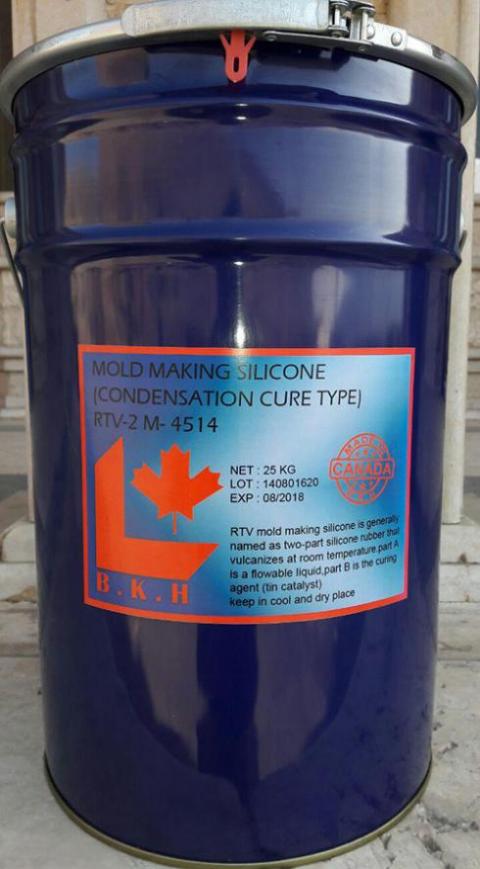 MOLD MAKING SILICONE
(CONDENSATION CURE TYPE)
RTV-2 M- 4514
NET : 25 KG
LOT : 140801620
EXP : 08/2018
MADE IN
CANADA
RTV mold making silicone is generally
named as two-part silicone rubber that
vulcanizes at room temperature,part A
is a flowable liquid,part B is the curing
agent (tin catalyst)
keep in cool and dry place
B.K.H